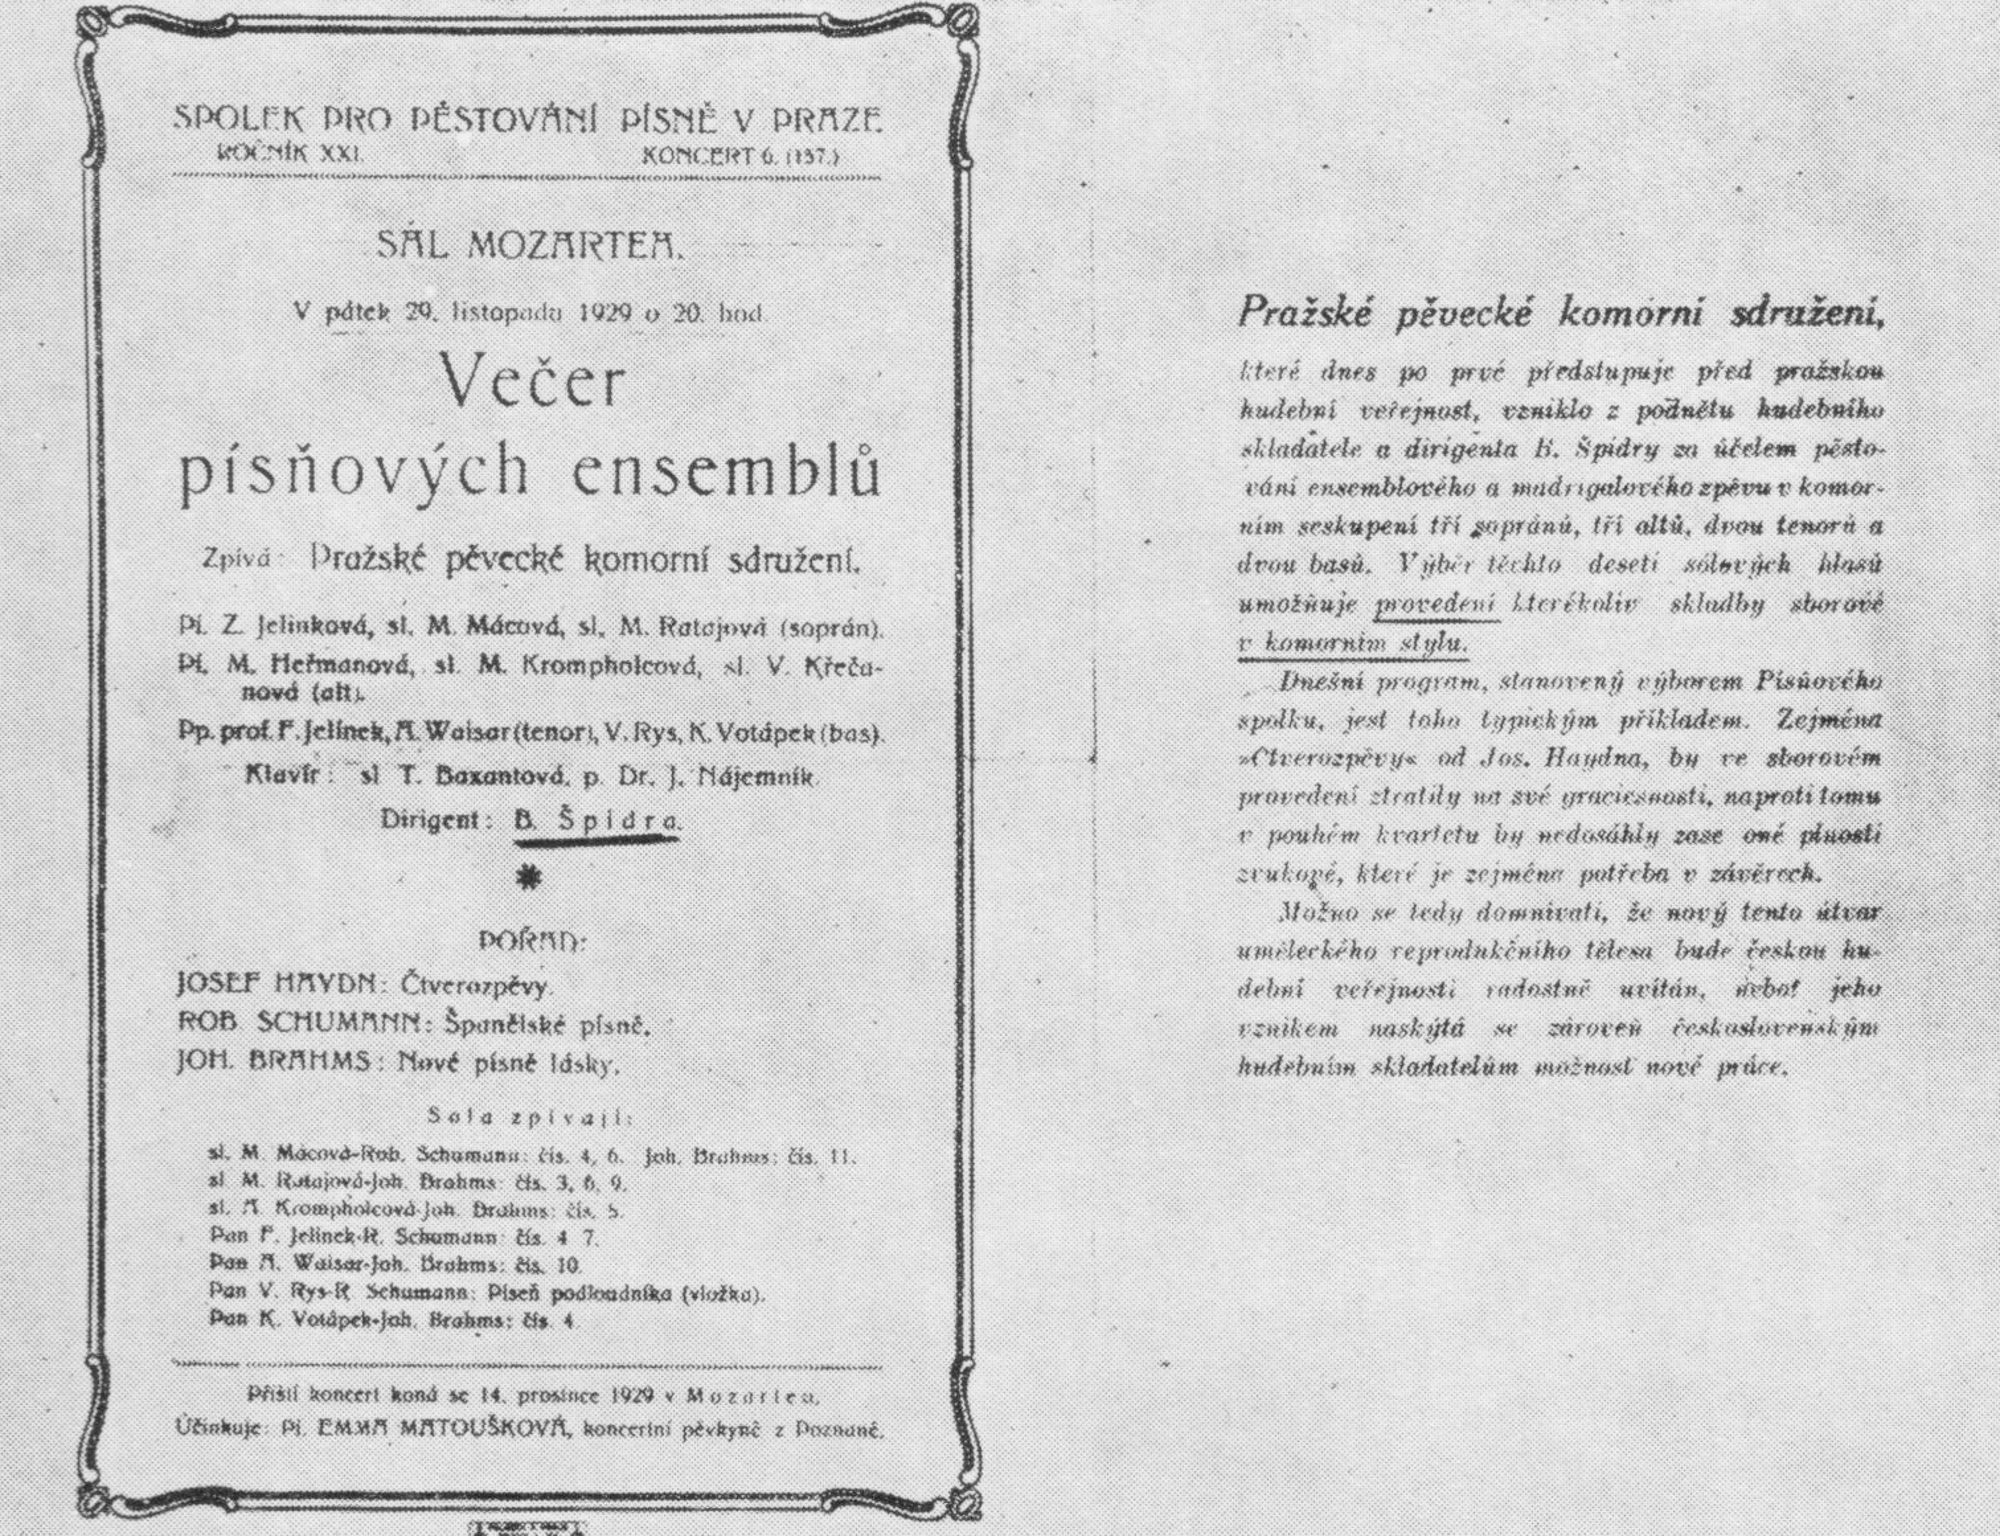 SPOLEK PRO PĚSTOVÁNÍ PÍSNĚ V PRAZE
ROČNÍK XXI. KONCERT 6. (157.)
SÁL MOZARTEA.
V pátek 29. listopadu 1929 o 20. hod.
Večer
písňových ensemblů
Zpívá: Pražské pěvecké komorní sdružení.
Pí. Z. Jelínková, sl. M. Mácová, sl. M. Ratajová (soprán).
Pí. M. Heřmanová, sl. M. Krompholcová, sl. V. Křeča-
nová (alt).
Pp. prof. F. Jelínek, A. Waisar (tenor), V. Rys, K. Votápek (bas).
Klavír: sl T. Baxantová, p. Dr. J. Nájemník.
Dirigent: B. Špidra.
POŘAD:
JOSEF HAYDN: Čtverozpěvy.
ROB. SCHUMANN: Španělské písně.
JOH. BRAHMS: Nové písně lásky.
Sola zpívají:
sl. M. Mácová-Rob. Schumann: čís. 4, 6. Joh. Brahms: čís. 11.
sl. M. Ratajová-Joh. Brahms: čís. 3, 6, 9.
sl. A. Krompholcová-Joh. Brahms: čís. 5.
Pan F. Jelínek-R. Schumann: čís. 4 7.
Pan A. Waisar-Joh. Brahms: čís. 10.
Pan V. Rys-R. Schumann: Píseň podloudníka (vložka).
Pan K. Votápek-Joh. Brahms: čís. 4.
Příští koncert koná se 14. prosince 1929 v Mozarteu.
Účinkuje: Pí. EMMA MATOUŠKOVÁ, koncertní pěvkyně z Poznaně.
Pražské pěvecké komorní sdružení,
které dnes po prvé předstupuje před pražskou
hudební veřejnost, vzniklo z podnětu hudebního
skladatele a dirigenta B. Špidry za účelem pěsto-
vání ensemblového a madrigalového zpěvu v komor-
ním seskupení tří sopránů, tří altů, dvou tenorů a
dvou basů. Výběr těchto deseti sólových hlasů
umožňuje provedení kterékoliv skladby sborové
v komorním stylu.
Dnešní program, stanovený výborem Písňového
spolku, jest toho typickým příkladem. Zejména
»Čtverozpěvy« od Jos. Haydna, by ve sborovém
provedení ztratily na své graciesnosti, naproti tomu
v pouhém kvartetu by nedosáhly zase oné plnosti
zvukové, které je zejména potřeba v závěrech.
Možno se tedy domnívati, že nový tento útvar
uměleckého reprodukčního tělesa bude českou hu-
dební veřejností radostně uvítán, neboť jeho
vznikem naskýtá se zároveň československým
hudebním skladatelům možnost nové práce.